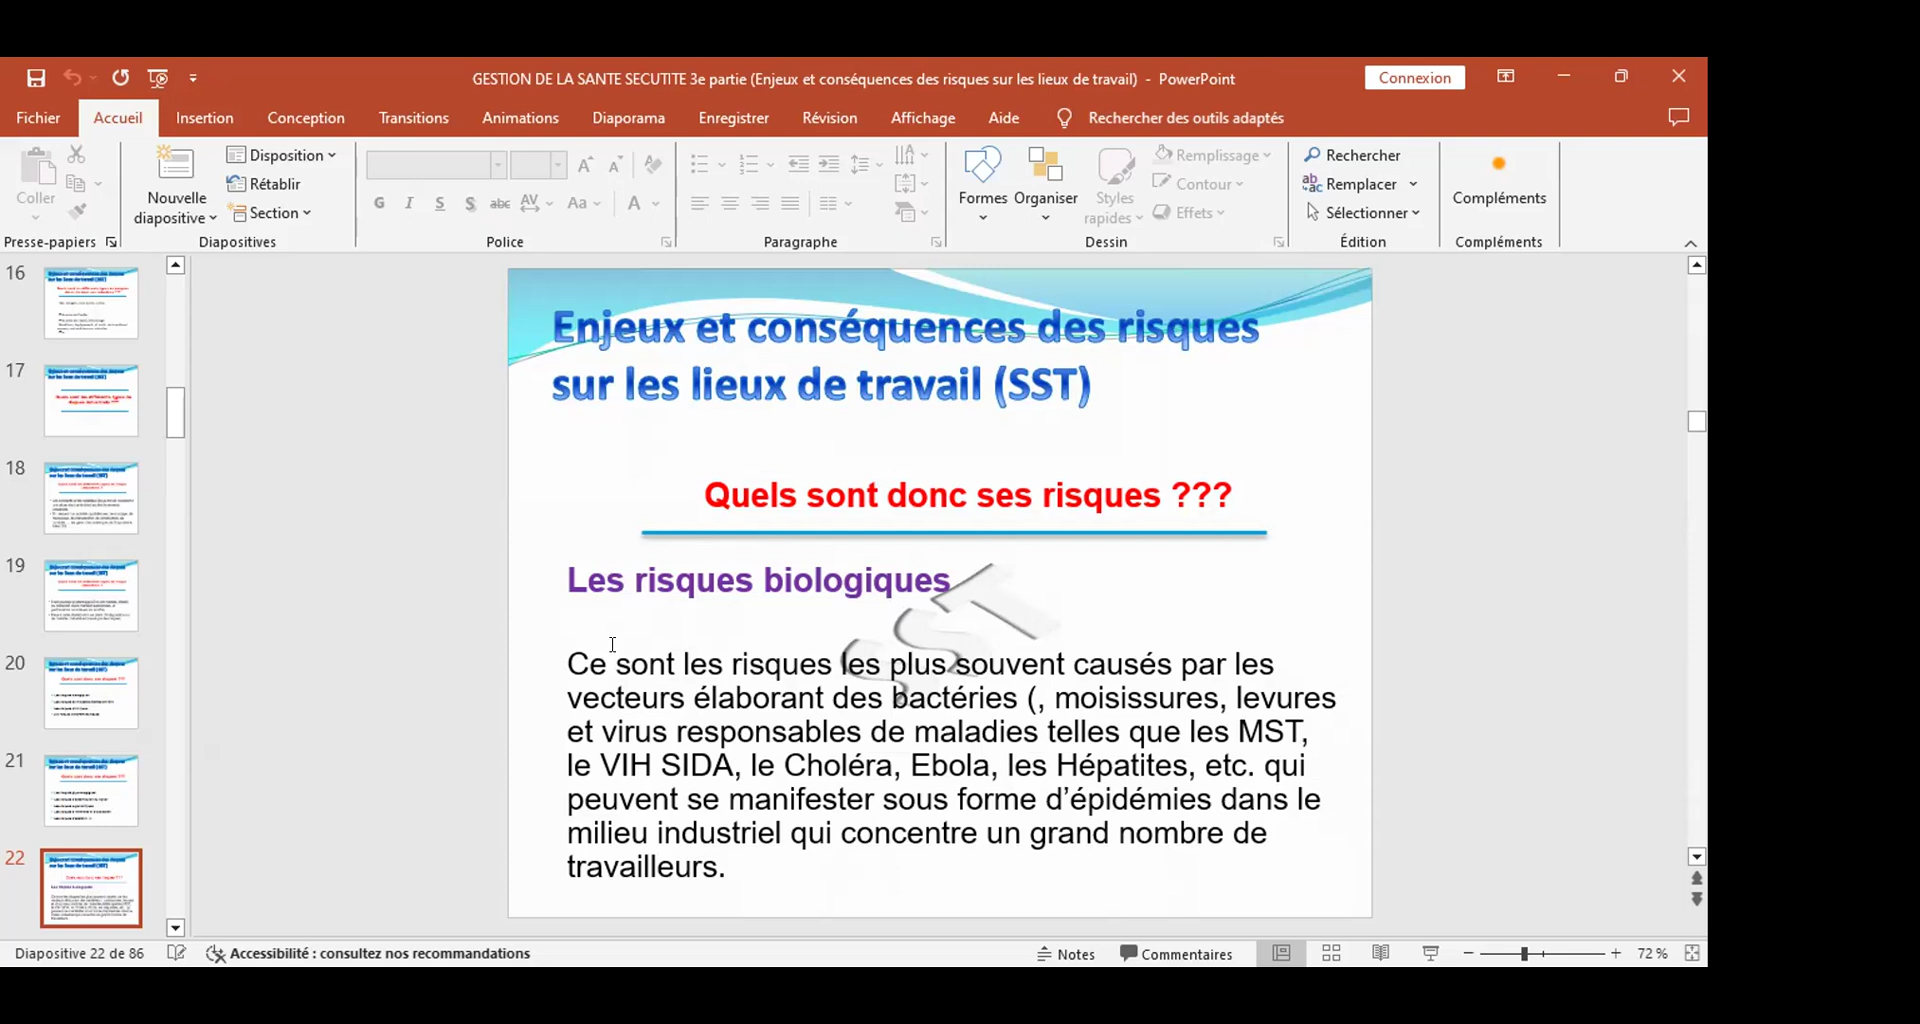 GESTION DE LA SANTE SECUTITE 3e partie (Enjeux et conséquences des risques sur les lieux de travail) - PowerPoint
Connexion
Fichier Accueil Insertion Conception Transitions Animations Diaporama Enregistrer Révision Affichage Aide Rechercher des outils adaptés
Coller
Nouvelle diapositive
Disposition
Rétablir
Section
G I S S abc AV Aa A
Formes
Organiser
Styles rapides
Remplissage
Contour
Effets
Rechercher
Remplacer
Sélectionner
Compléments
Presse-papiers Diapositives Police Paragraphe Dessin Édition Compléments
16
17
18
19
20
21
22
Enjeux et conséquences des risques
sur les lieux de travail (SST)
Quels sont donc ses risques ???
Les risques biologiques
SST
Ce sont les risques les plus souvent causés par les
vecteurs élaborant des bactéries (, moisissures, levures
et virus responsables de maladies telles que les MST,
le VIH SIDA, le Choléra, Ebola, les Hépatites, etc. qui
peuvent se manifester sous forme d’épidémies dans le
milieu industriel qui concentre un grand nombre de
travailleurs.
Diapositive 22 de 86 Accessibilité : consultez nos recommandations Notes Commentaires 72 %